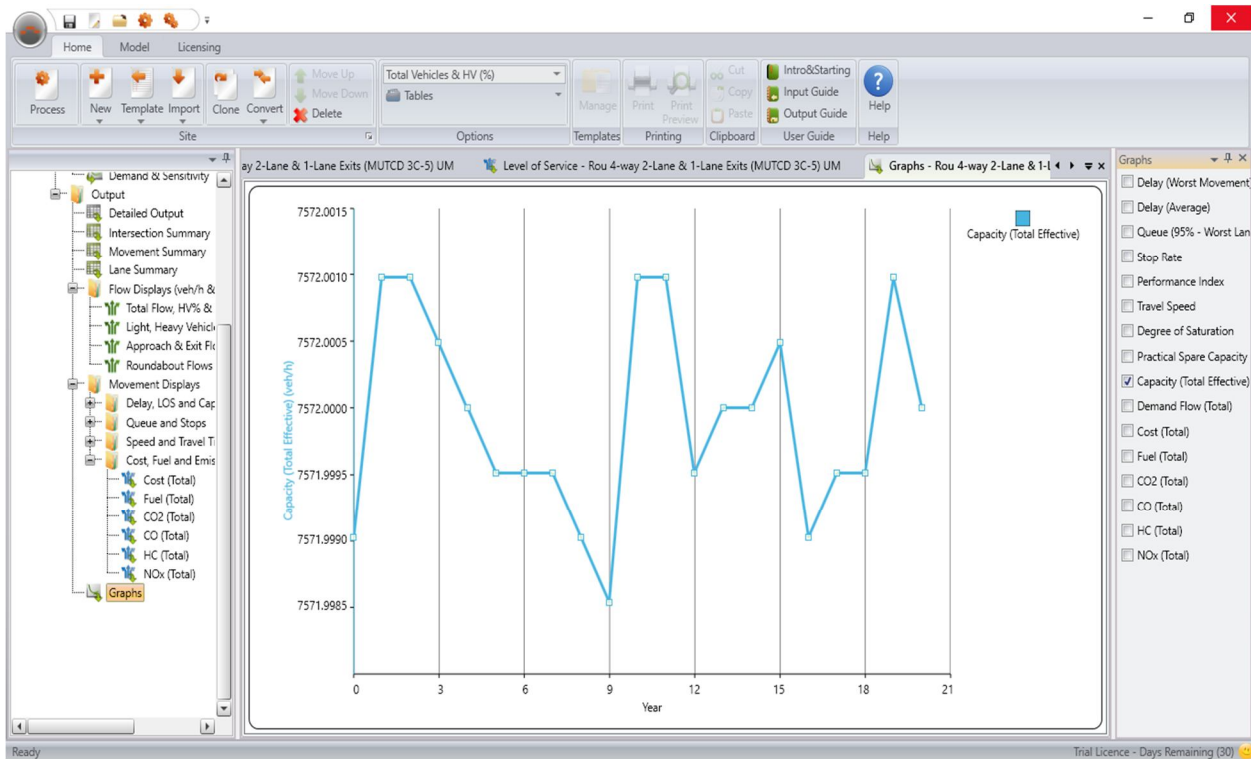 Home Model Licensing
Process
New
Template
Import
Clone
Convert
Move Up
Move Down
Delete
Site
Total Vehicles & HV (%)
Tables
Options
Manage
Templates
Print
Print
Preview
Printing
Cut
Copy
Paste
Clipboard
Intro&Starting
Input Guide
Output Guide
User Guide
?
Help
Help
Demand & Sensitivity
Output
Detailed Output
Intersection Summary
Movement Summary
Lane Summary
Flow Displays (veh/h &
Total Flow, HV% &
Light, Heavy Vehicl
Approach & Exit Flo
Roundabout Flows
Movement Displays
Delay, LOS and Cap
Queue and Stops
Speed and Travel Ti
Cost, Fuel and Emis
Cost (Total)
Fuel (Total)
CO2 (Total)
CO (Total)
HC (Total)
NOx (Total)
Graphs
ay 2-Lane & 1-Lane Exits (MUTCD 3C-5) UM
Level of Service - Rou 4-way 2-Lane & 1-Lane Exits (MUTCD 3C-5) UM
Graphs - Rou 4-way 2-Lane & 1-L
Capacity (Total Effective) (veh/h)
7572.0015
7572.0010
7572.0005
7572.0000
7571.9995
7571.9990
7571.9985
0 3 6 9 12 15 18 21
Year
Capacity (Total Effective)
Graphs
Delay (Worst Movement)
Delay (Average)
Queue (95% - Worst Lan
Stop Rate
Performance Index
Travel Speed
Degree of Saturation
Practical Spare Capacity
Capacity (Total Effective)
Demand Flow (Total)
Cost (Total)
Fuel (Total)
CO2 (Total)
CO (Total)
HC (Total)
NOx (Total)
Ready
Trial Licence - Days Remaining (30)